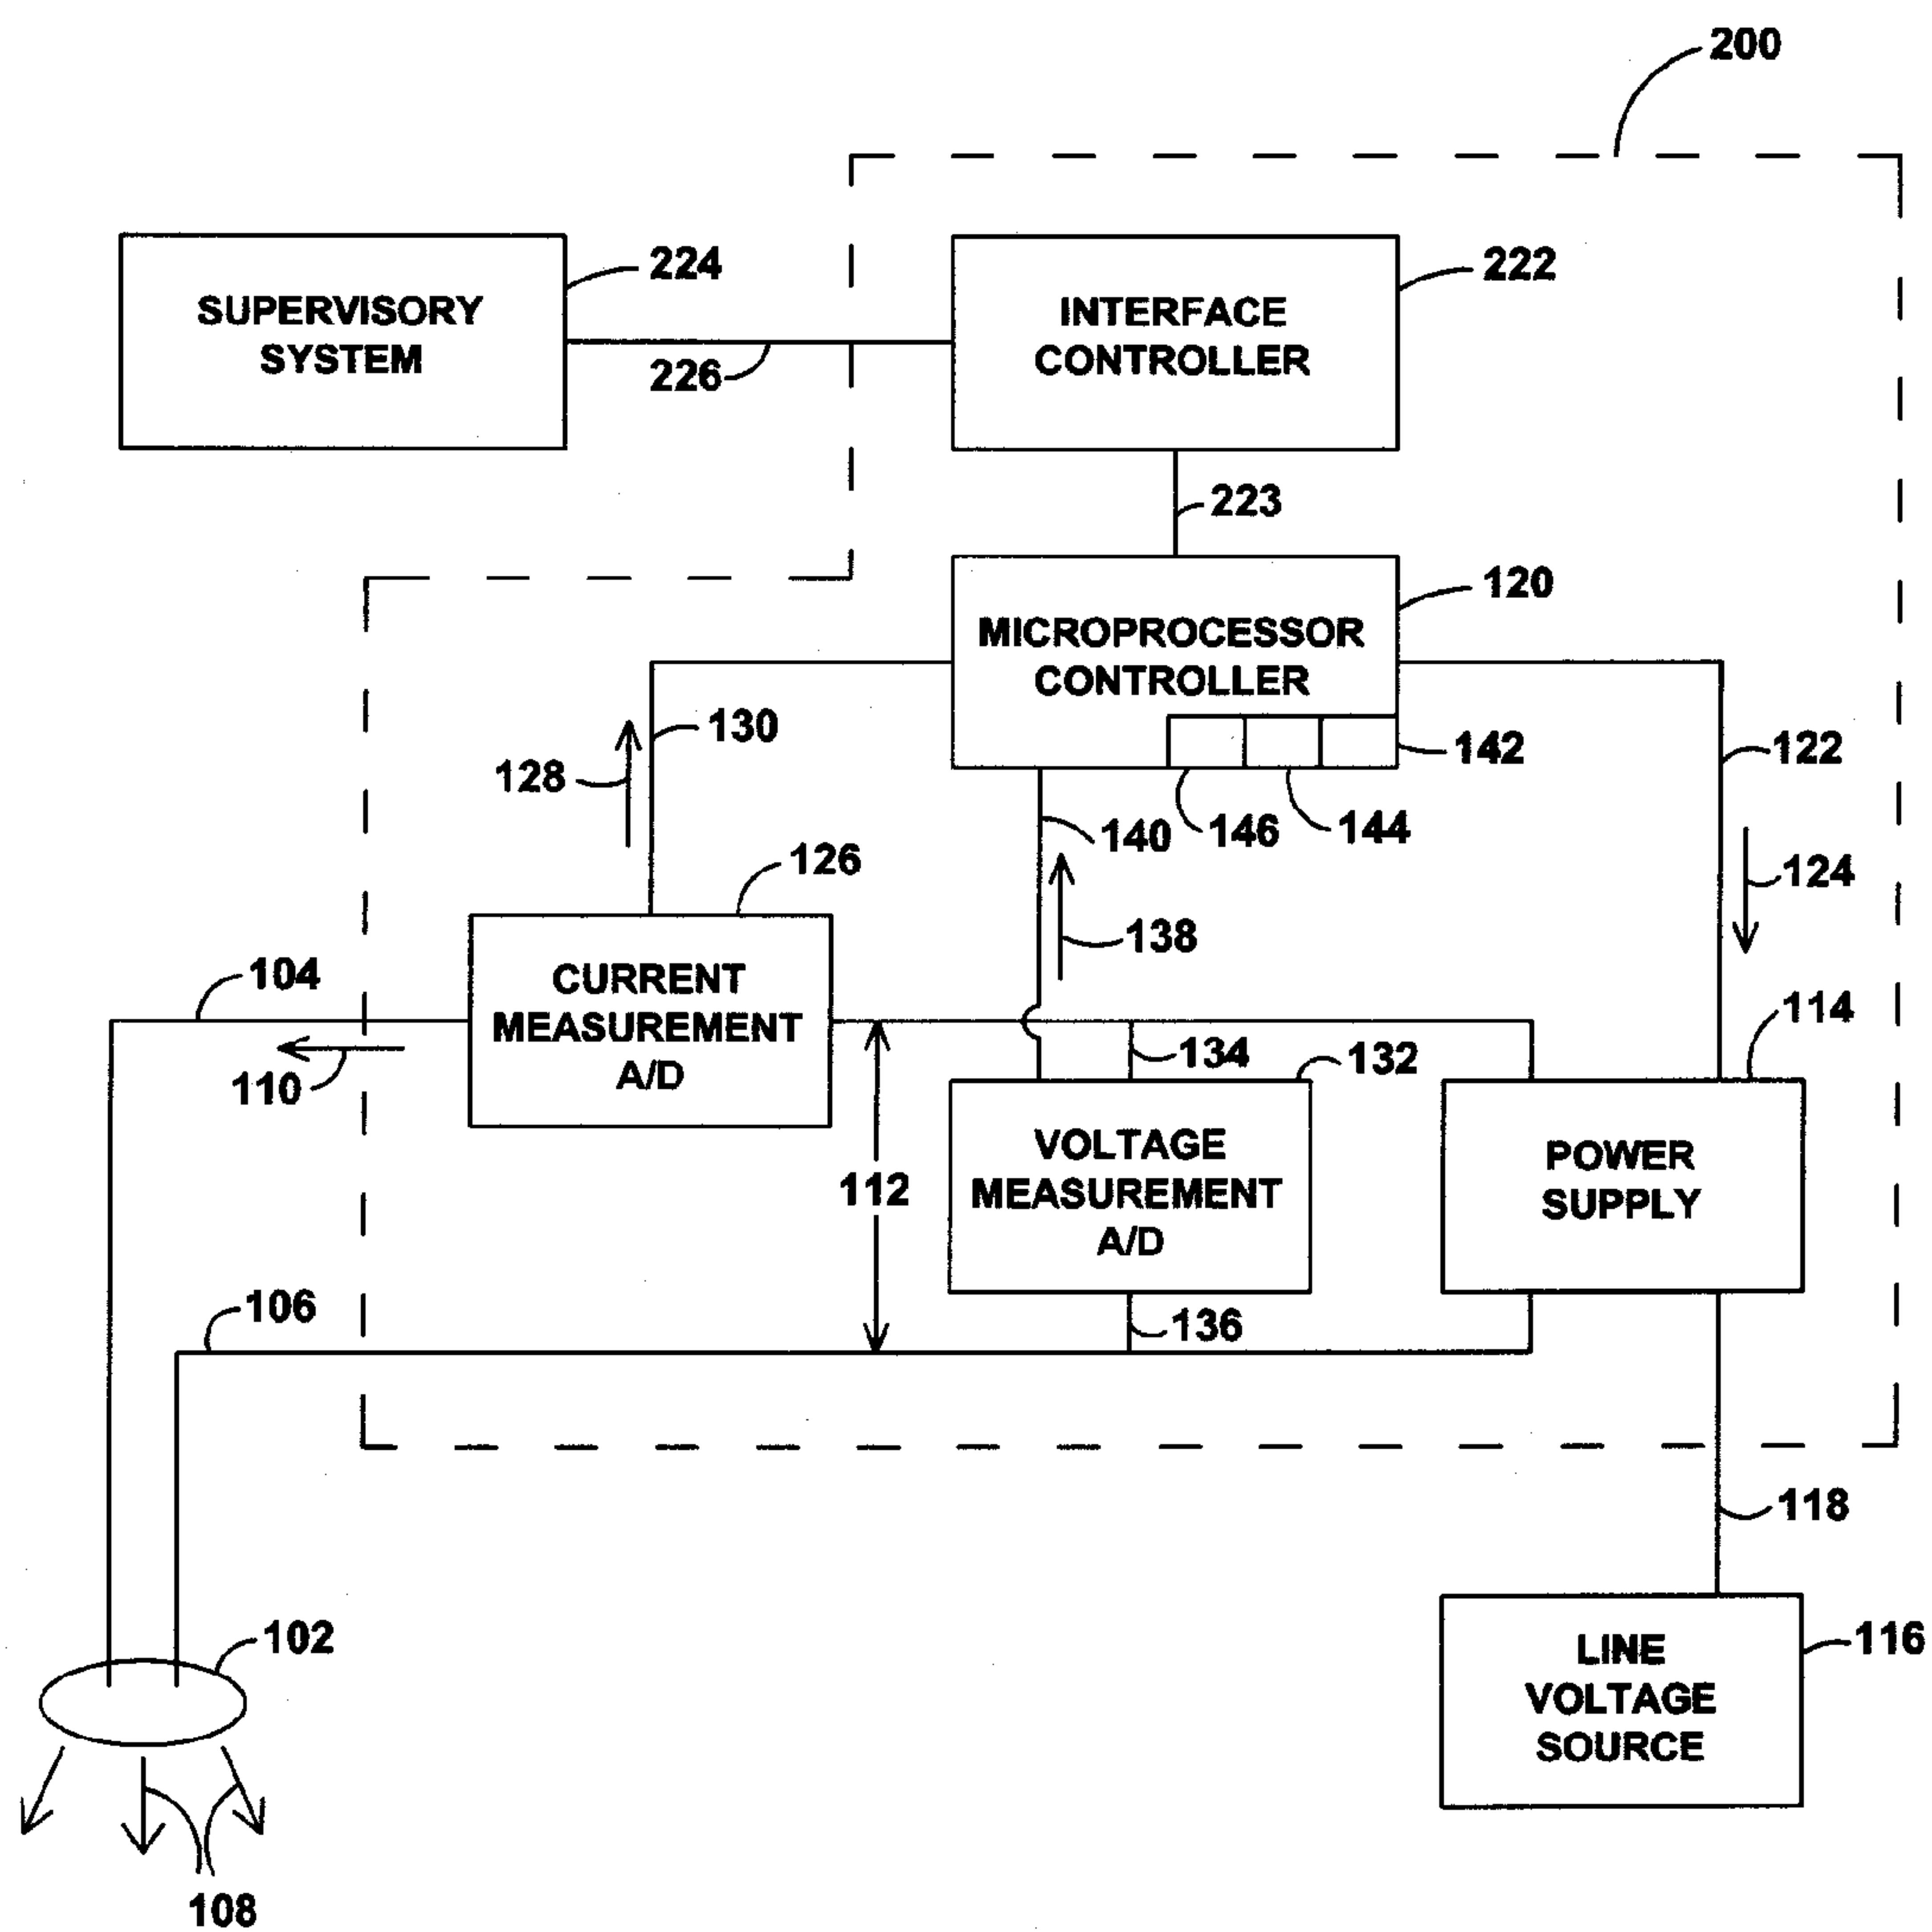 200
SUPERVISORY
SYSTEM
224
226
INTERFACE
CONTROLLER
222
223
MICROPROCESSOR
CONTROLLER
120
142
146
144
130
128
122
124
140
138
126
CURRENT
MEASUREMENT
A/D
104
110
112
134
132
VOLTAGE
MEASUREMENT
A/D
114
POWER
SUPPLY
106
136
118
102
LINE
VOLTAGE
SOURCE
116
108